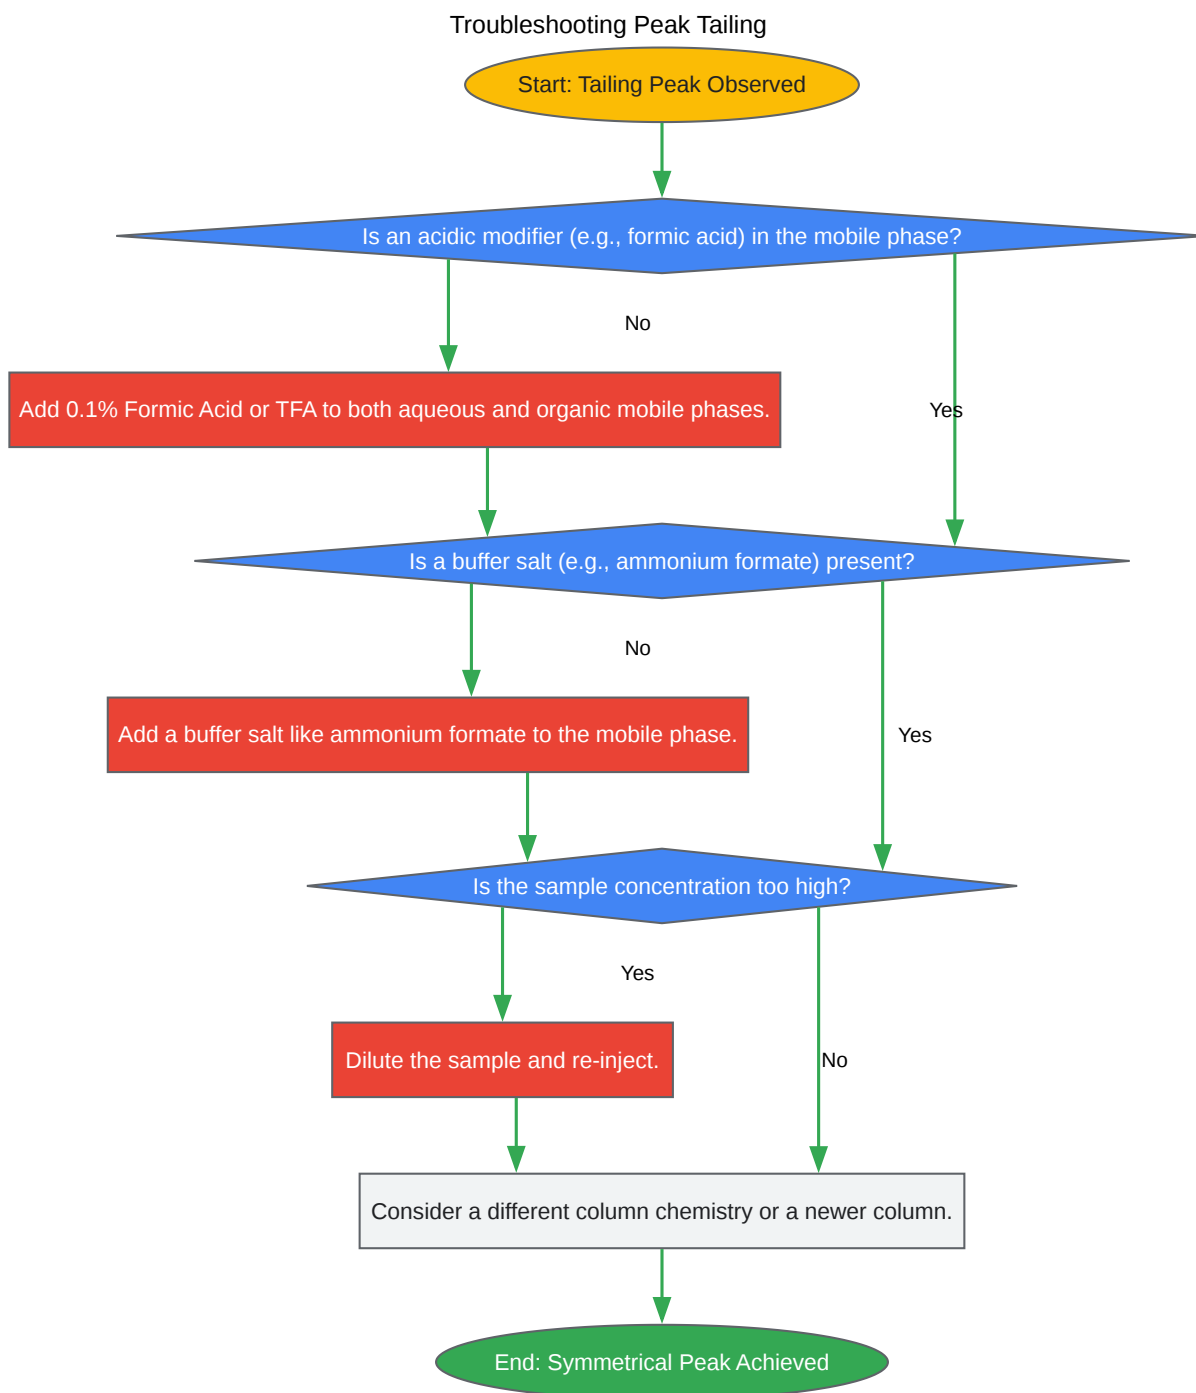 Troubleshooting Peak Tailing
Start: Tailing Peak Observed
Is an acidic modifier (e.g., formic acid) in the mobile phase?
No
Add 0.1% Formic Acid or TFA to both aqueous and organic mobile phases.
Yes
Is a buffer salt (e.g., ammonium formate) present?
No
Add a buffer salt like ammonium formate to the mobile phase.
Yes
Is the sample concentration too high?
Yes
Dilute the sample and re-inject.
No
Consider a different column chemistry or a newer column.
End: Symmetrical Peak Achieved